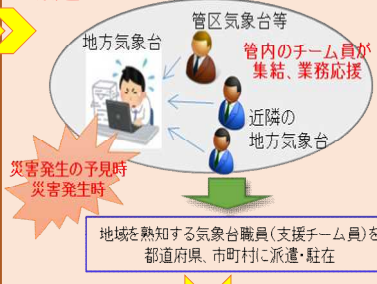 管区気象台等
地方気象台
管内のチーム員が
集結、業務応援
近隣の
地方気象台
災害発生の予見時
災害発生時
地域を熟知する気象台職員(支援チーム員)を
都道府県、市町村に派遣・駐在